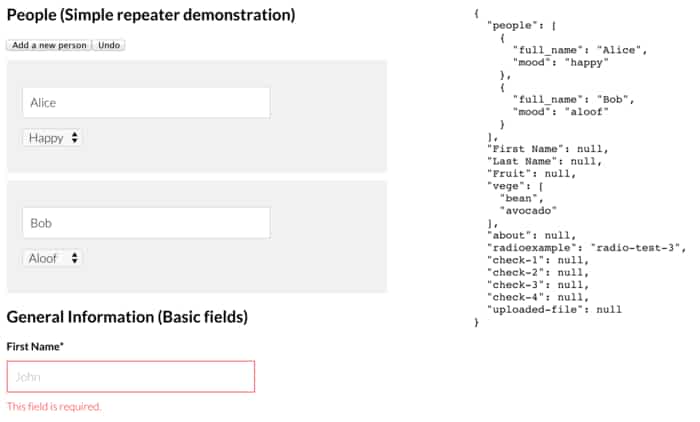 People (Simple repeater demonstration)
Add a new person Undo
Alice
Happy
Bob
Aloof
General Information (Basic fields)
First Name*
John
This field is required.
{
"people": [
{
"full_name": "Alice",
"mood": "happy"
},
{
"full_name": "Bob",
"mood": "aloof"
}
],
"First Name": null,
"Last Name": null,
"Fruit": null,
"vege": [
"bean",
"avocado"
],
"about": null,
"radioexample": "radio-test-3",
"check-1": null,
"check-2": null,
"check-3": null,
"check-4": null,
"uploaded-file": null
}